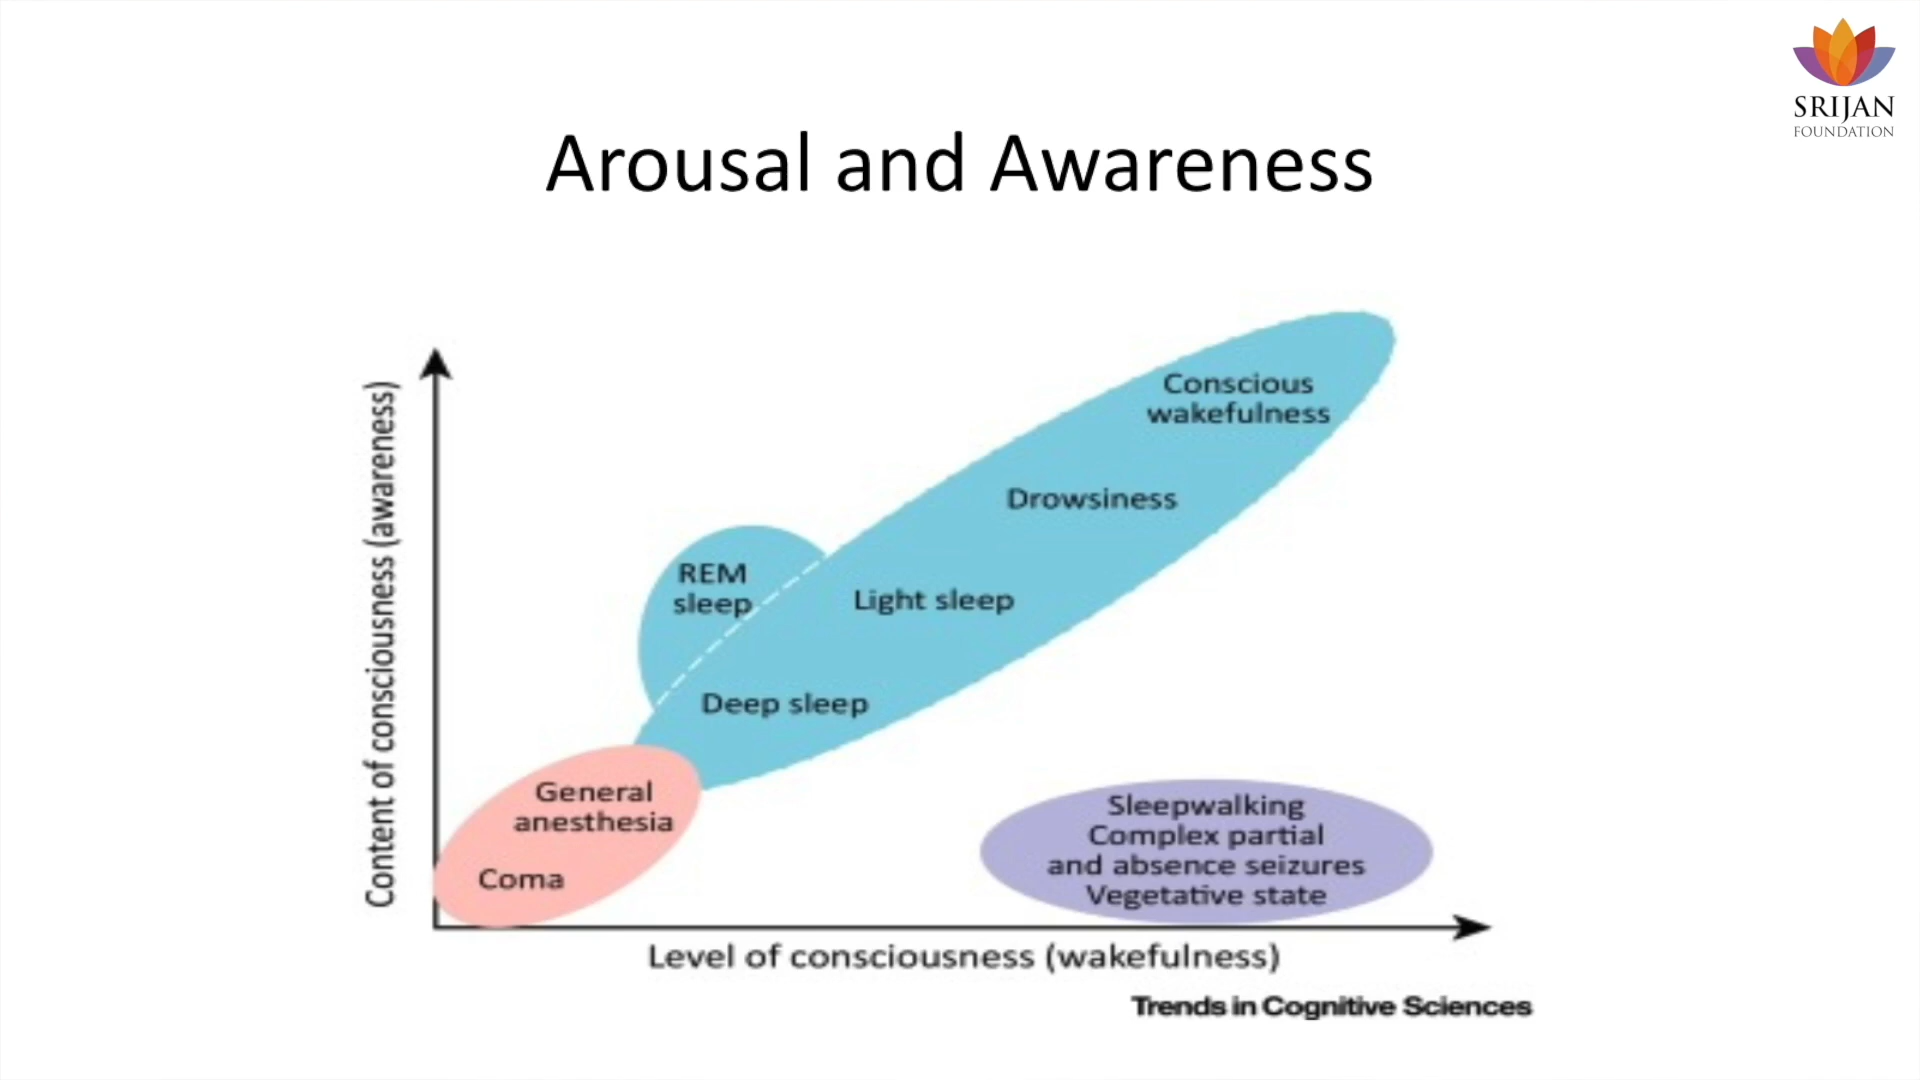 SRIJAN
FOUNDATION
Arousal and Awareness
Content of consciousness (awareness)
Conscious
wakefulness
Drowsiness
REM
sleep
Light sleep
Deep sleep
General
anesthesia
Coma
Sleepwalking
Complex partial
and absence seizures
Vegetative state
Level of consciousness (wakefulness)
Trends in Cognitive Sciences